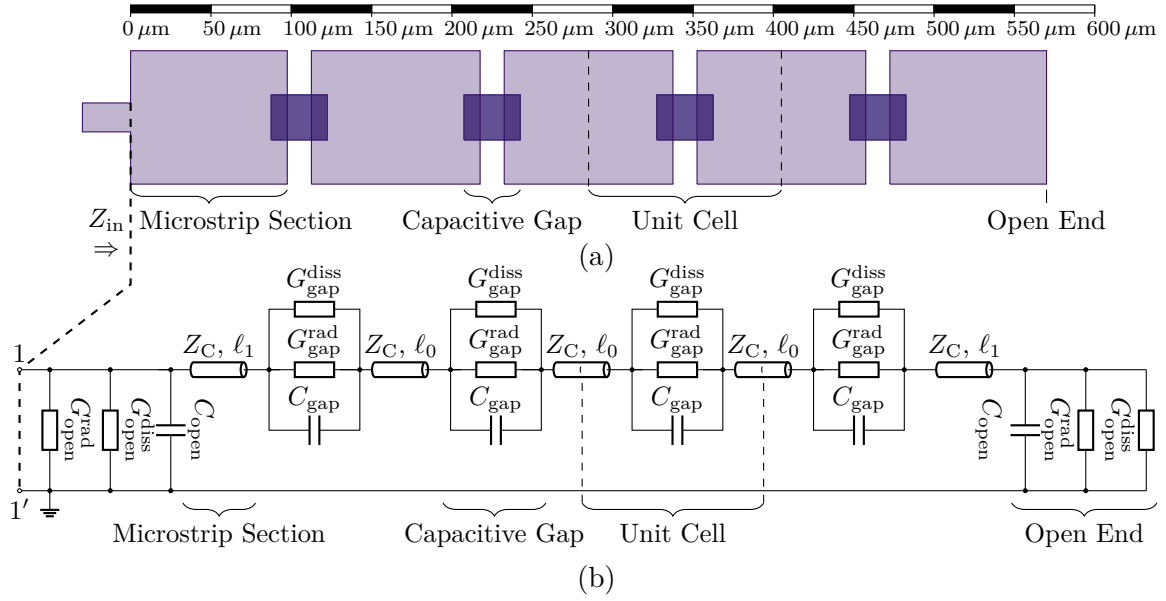 0 μm 50 μm 100 μm 150 μm 200 μm 250 μm 300 μm 350 μm 400 μm 450 μm 500 μm 550 μm 600 μm
Z_in
⇒
Microstrip Section Capacitive Gap Unit Cell Open End
(a)
G_gap^diss G_gap^diss G_gap^diss G_gap^diss
G_gap^rad G_gap^rad G_gap^rad G_gap^rad
1 Z_C, ℓ_1 Z_C, ℓ_0 Z_C, ℓ_0 Z_C, ℓ_0 Z_C, ℓ_1
C_gap C_gap C_gap C_gap
G_open^rad G_open^diss C_open C_open G_open^rad G_open^diss
1′
Microstrip Section Capacitive Gap Unit Cell Open End
(b)